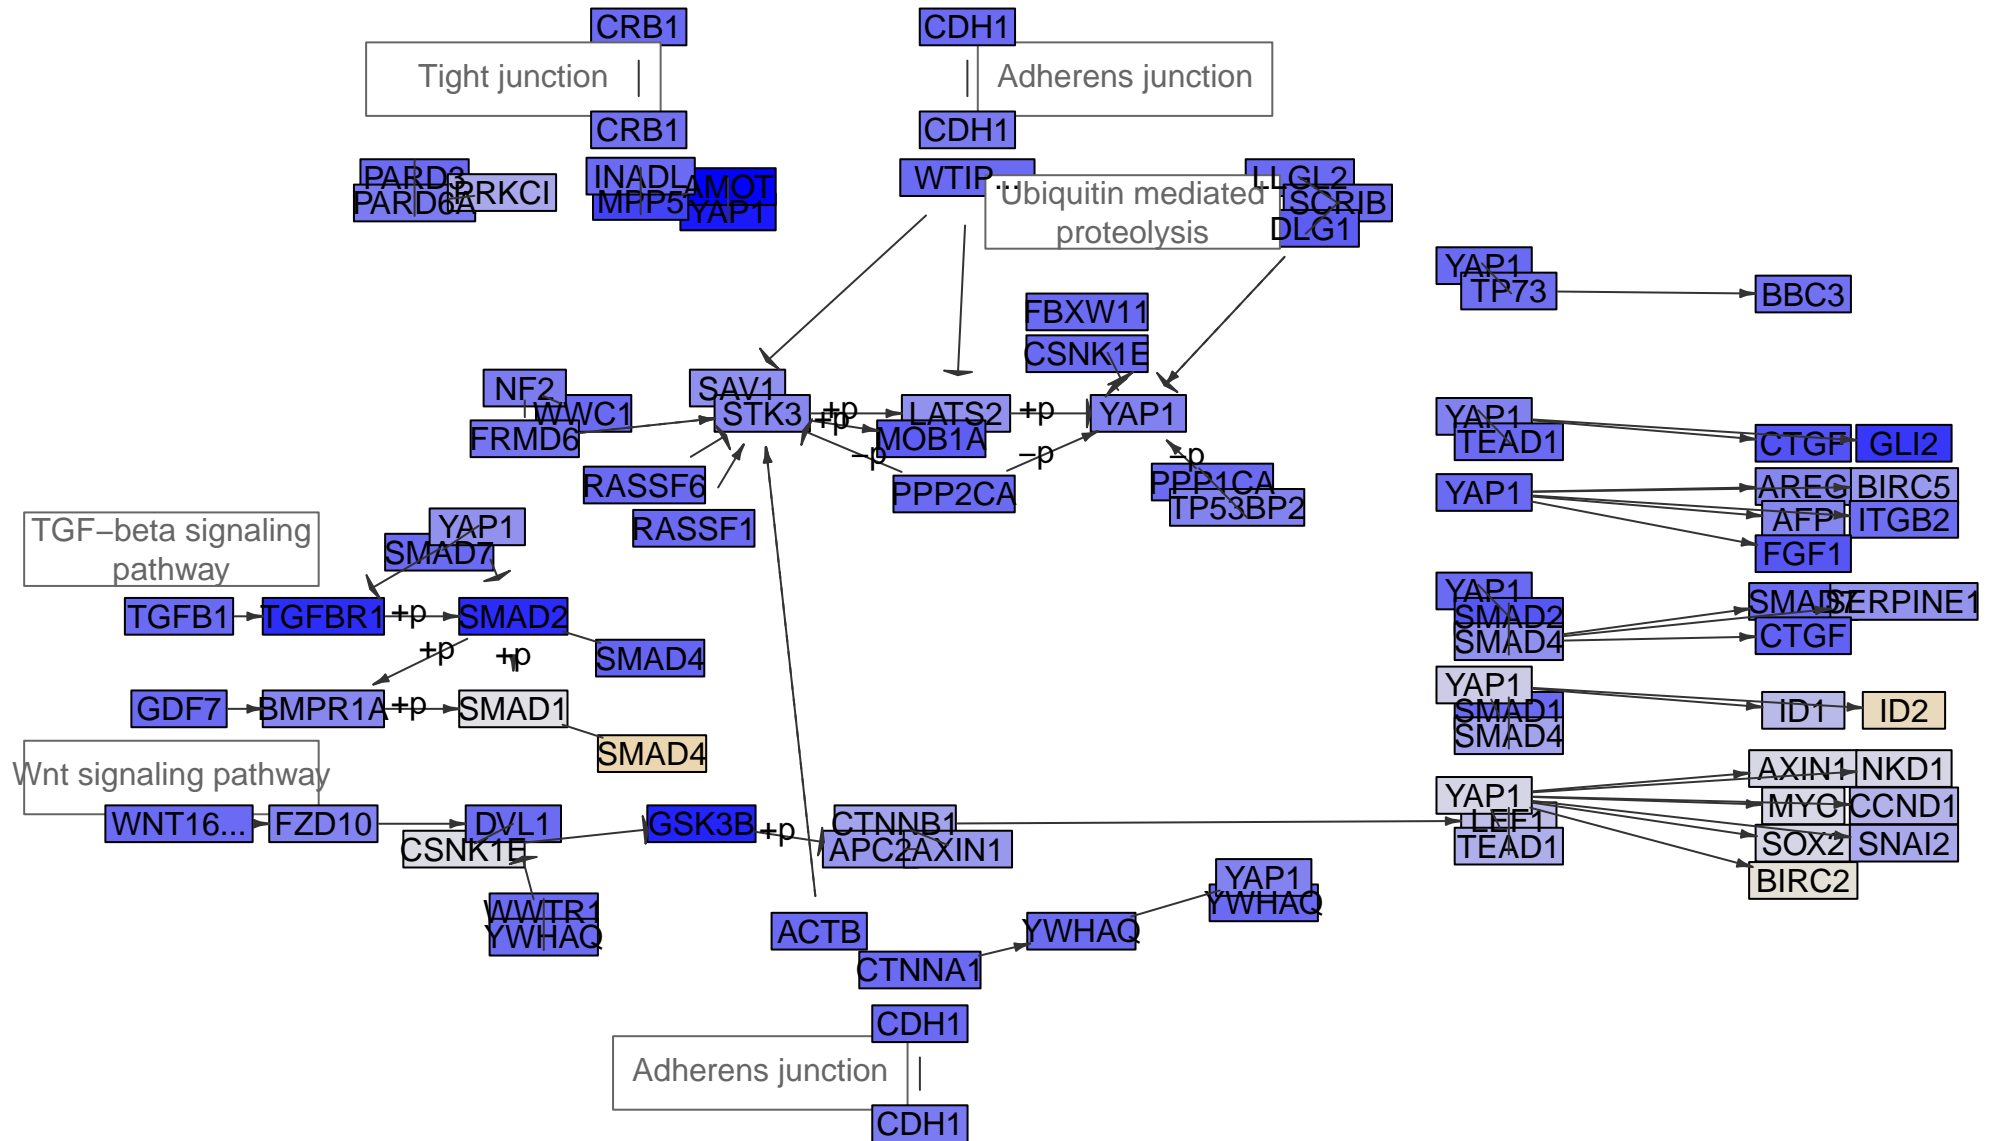 CRB1
CDH1
Tight junction
Adherens junction
CRB1
CDH1
PARD3
PRKCI
PARD6A
INADL
AMOT
MPP5
YAP1
WTIP...
LLGL2
Ubiquitin mediated
proteolysis
SCRIB
DLG1
YAP1
TP73
BBC3
FBXW11
CSNK1E
NF2
WWC1
FRMD6
SAV1
STK3
+p
+p
LATS2
MOB1A
+p
YAP1
YAP1
TEAD1
CTGF
GLI2
RASSF6
RASSF1
−p
PPP2CA
−p
−p
PPP1CA
TP53BP2
YAP1
AREG
BIRC5
AFP
ITGB2
FGF1
TGF−beta signaling
pathway
YAP1
SMAD7
TGFB1
TGFBR1
+p
SMAD2
+p
+p
SMAD4
YAP1
SMAD2
SMAD4
SMAD7
SERPINE1
CTGF
GDF7
BMPR1A
+p
SMAD1
SMAD4
YAP1
SMAD1
SMAD4
ID1
ID2
Wnt signaling pathway
WNT16...
FZD10
DVL1
CSNK1E
GSK3B
+p
CTNNB1
APC2
AXIN1
YAP1
LEF1
TEAD1
AXIN1
NKD1
MYC
CCND1
SOX2
SNAI2
BIRC2
WWTR1
YWHAQ
ACTB
CTNNA1
YWHAQ
YAP1
YWHAQ
CDH1
Adherens junction
CDH1